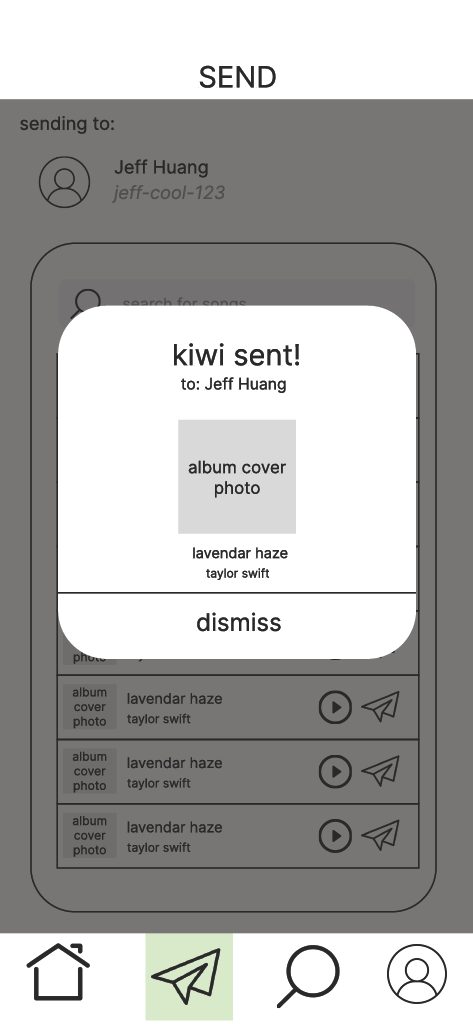 SEND
sending to:
Jeff Huang
jeff-cool-123
search for songs
kiwi sent!
to: Jeff Huang
album cover
photo
lavendar haze
taylor swift
dismiss
photo
album
cover
photo
lavendar haze
taylor swift
album
cover
photo
lavendar haze
taylor swift
album
cover
photo
lavendar haze
taylor swift